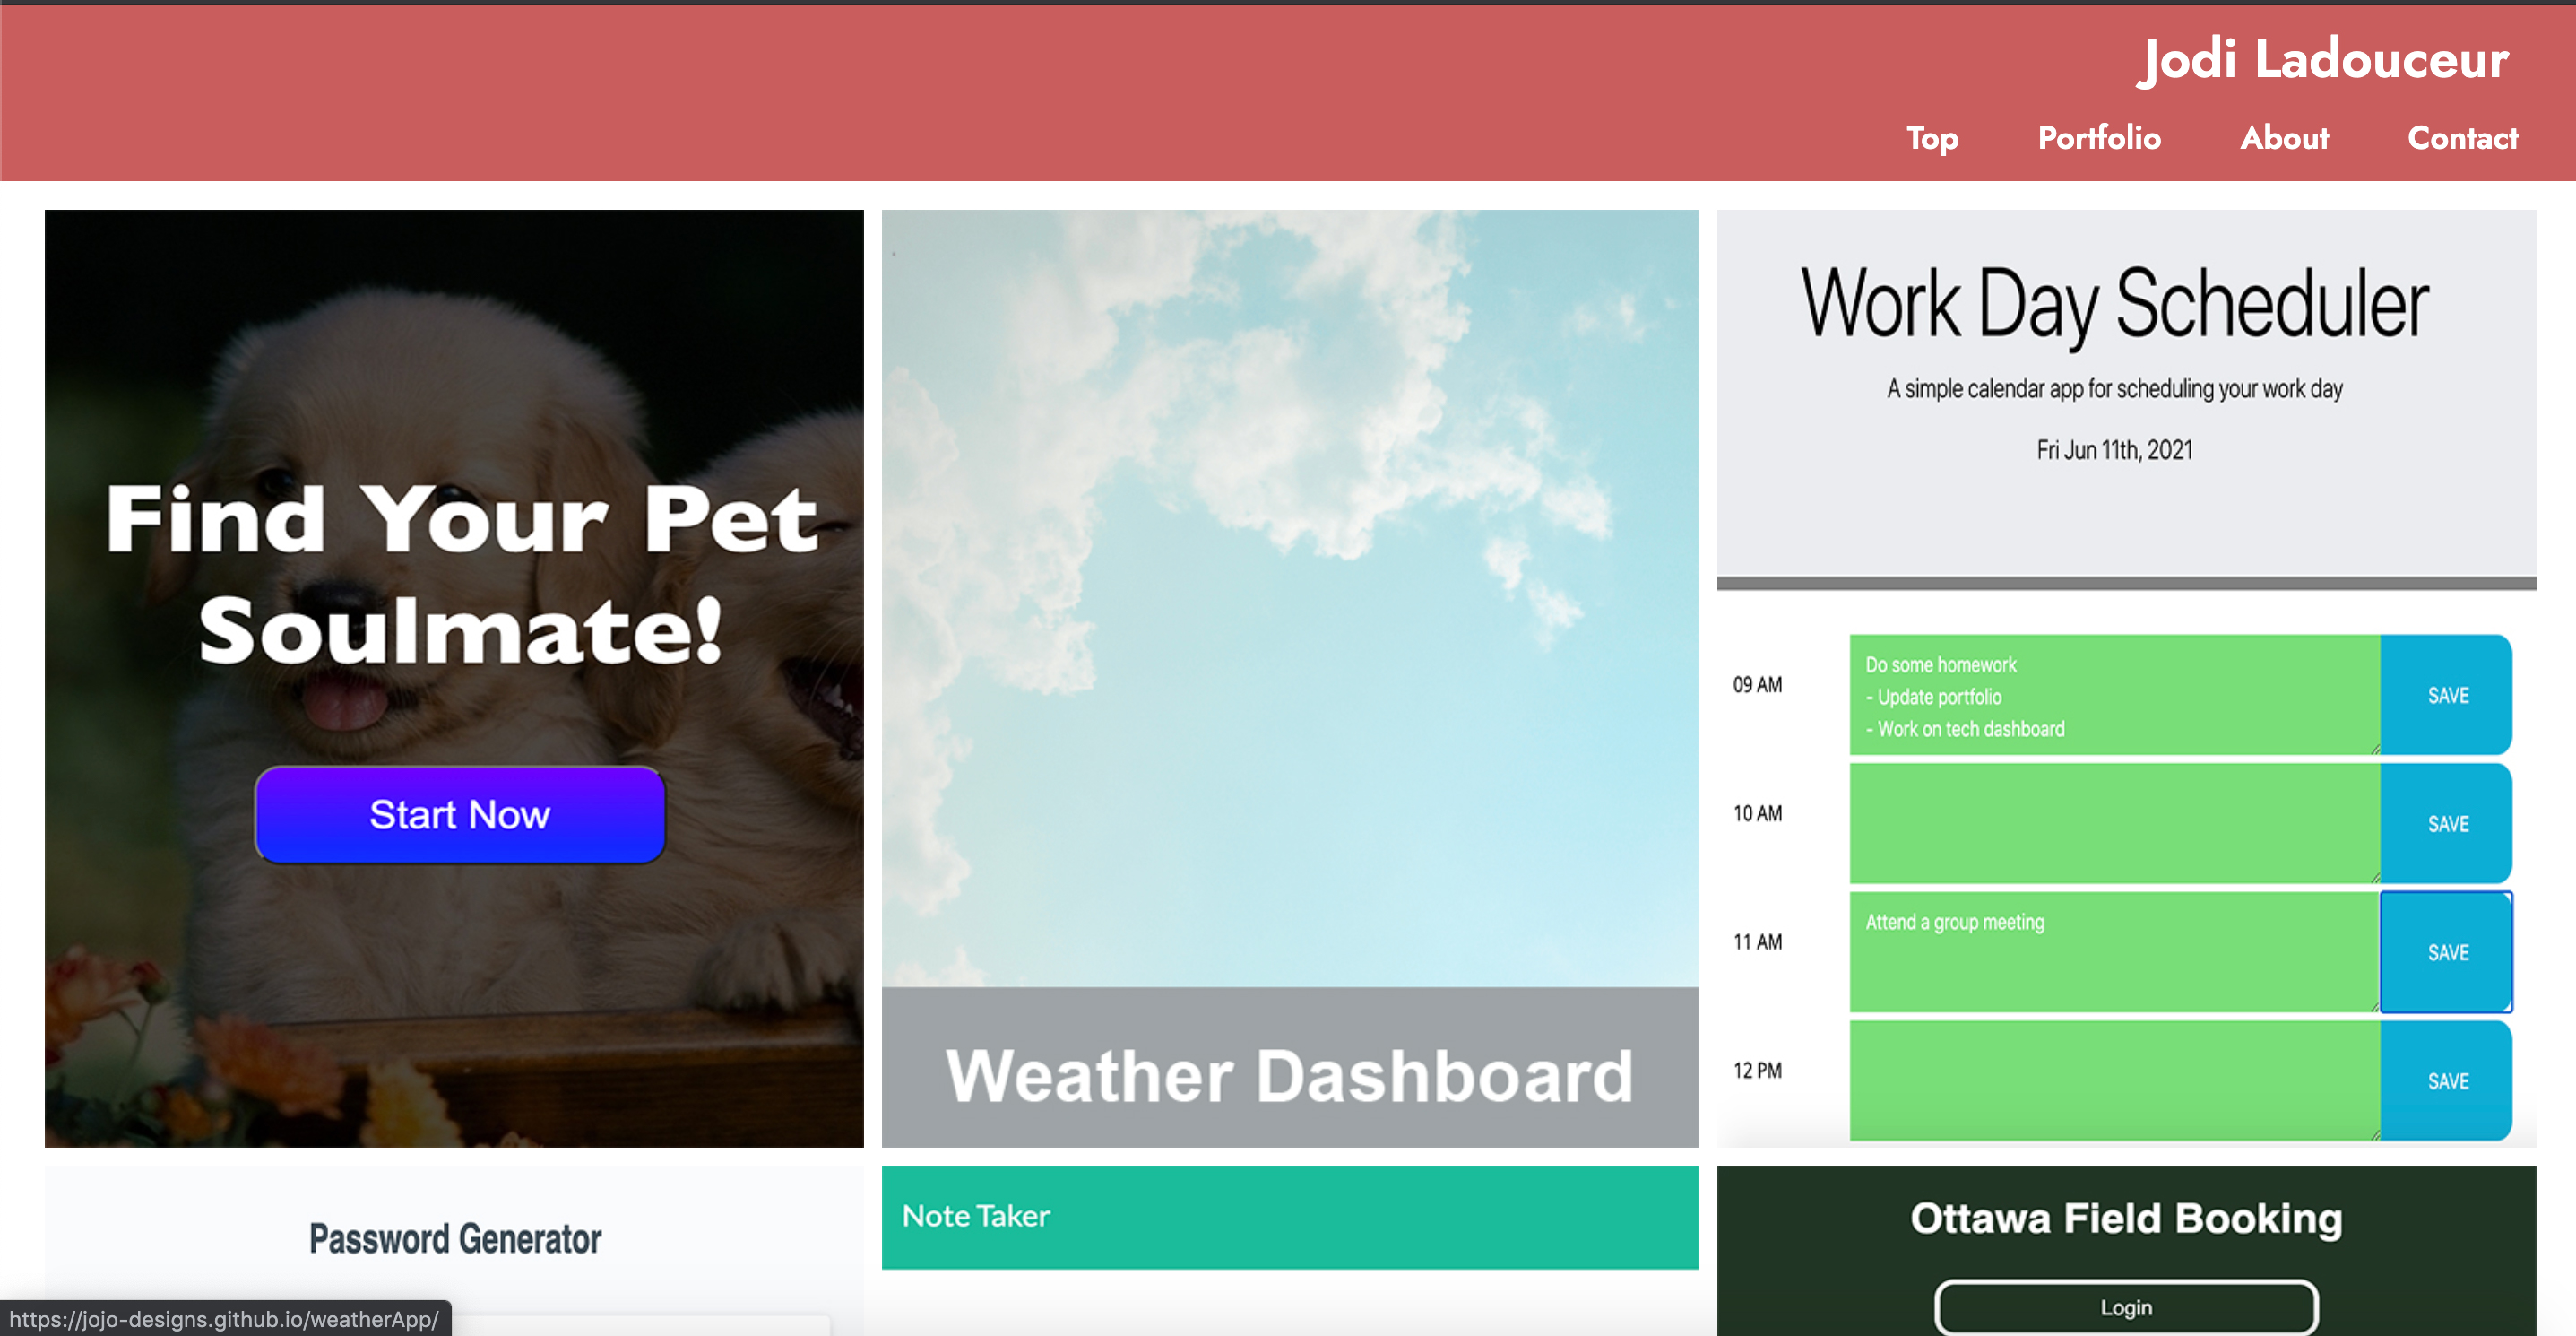 Jodi Ladouceur
Top Portfolio About Contact
Find Your Pet
Soulmate!
Start Now
Weather Dashboard
Work Day Scheduler
A simple calendar app for scheduling your work day
Fri Jun 11th, 2021
09 AM
Do some homework
- Update portfolio
- Work on tech dashboard
SAVE
10 AM
SAVE
11 AM
Attend a group meeting
SAVE
12 PM
SAVE
Password Generator
Note Taker
Ottawa Field Booking
Login
https://jojo-designs.github.io/weatherApp/